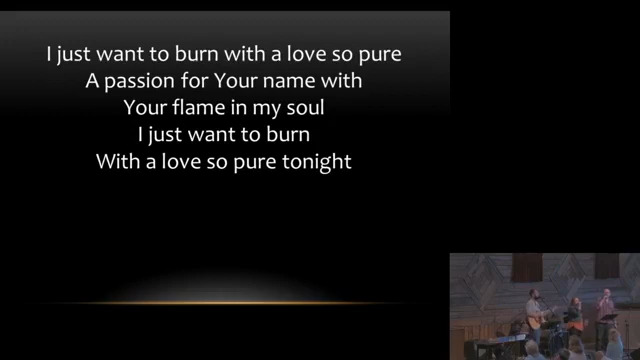 I just want to burn with a love so pure
A passion for Your name with
Your flame in my soul
I just want to burn
With a love so pure tonight